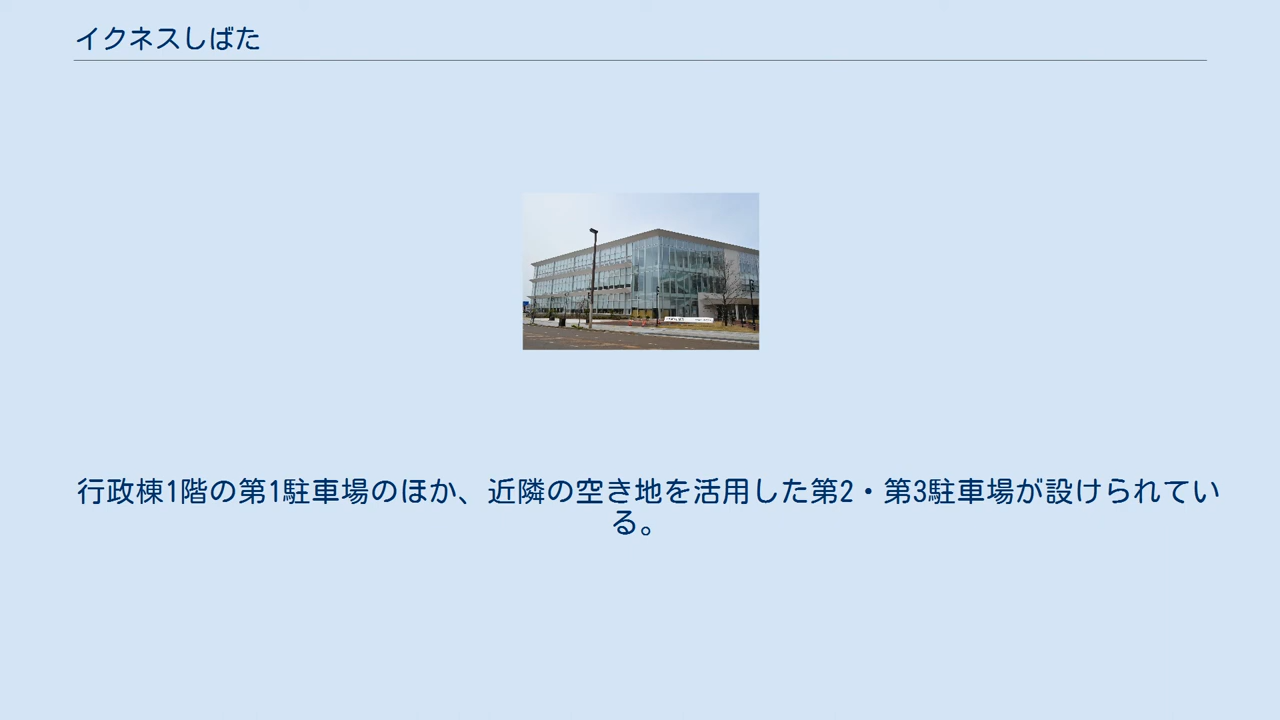 イクネスしばた
行政棟1階の第1駐車場のほか、近隣の空き地を活用した第2・第3駐車場が設けられてい
る。